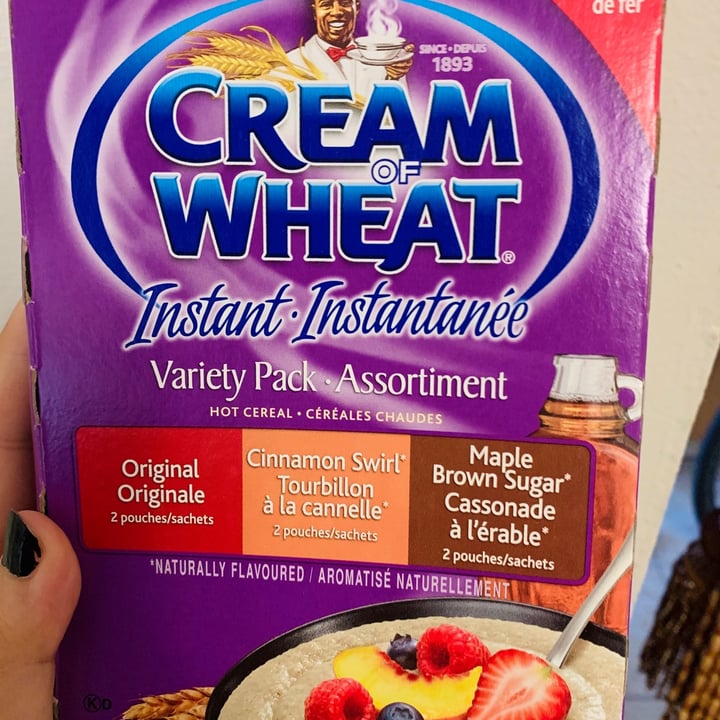 de fer
SINCE • DEPUIS
1893
CREAM
OF
WHEAT®
Instant · Instantanée
Variety Pack · Assortiment
HOT CEREAL • CÉRÉALES CHAUDES
Original
Originale
2 pouches/sachets
Cinnamon Swirl*
Tourbillon
à la cannelle*
2 pouches/sachets
Maple
Brown Sugar*
Cassonade
à l'érable*
2 pouches/sachets
*NATURALLY FLAVOURED / AROMATISÉ NATURELLEMENT
K D